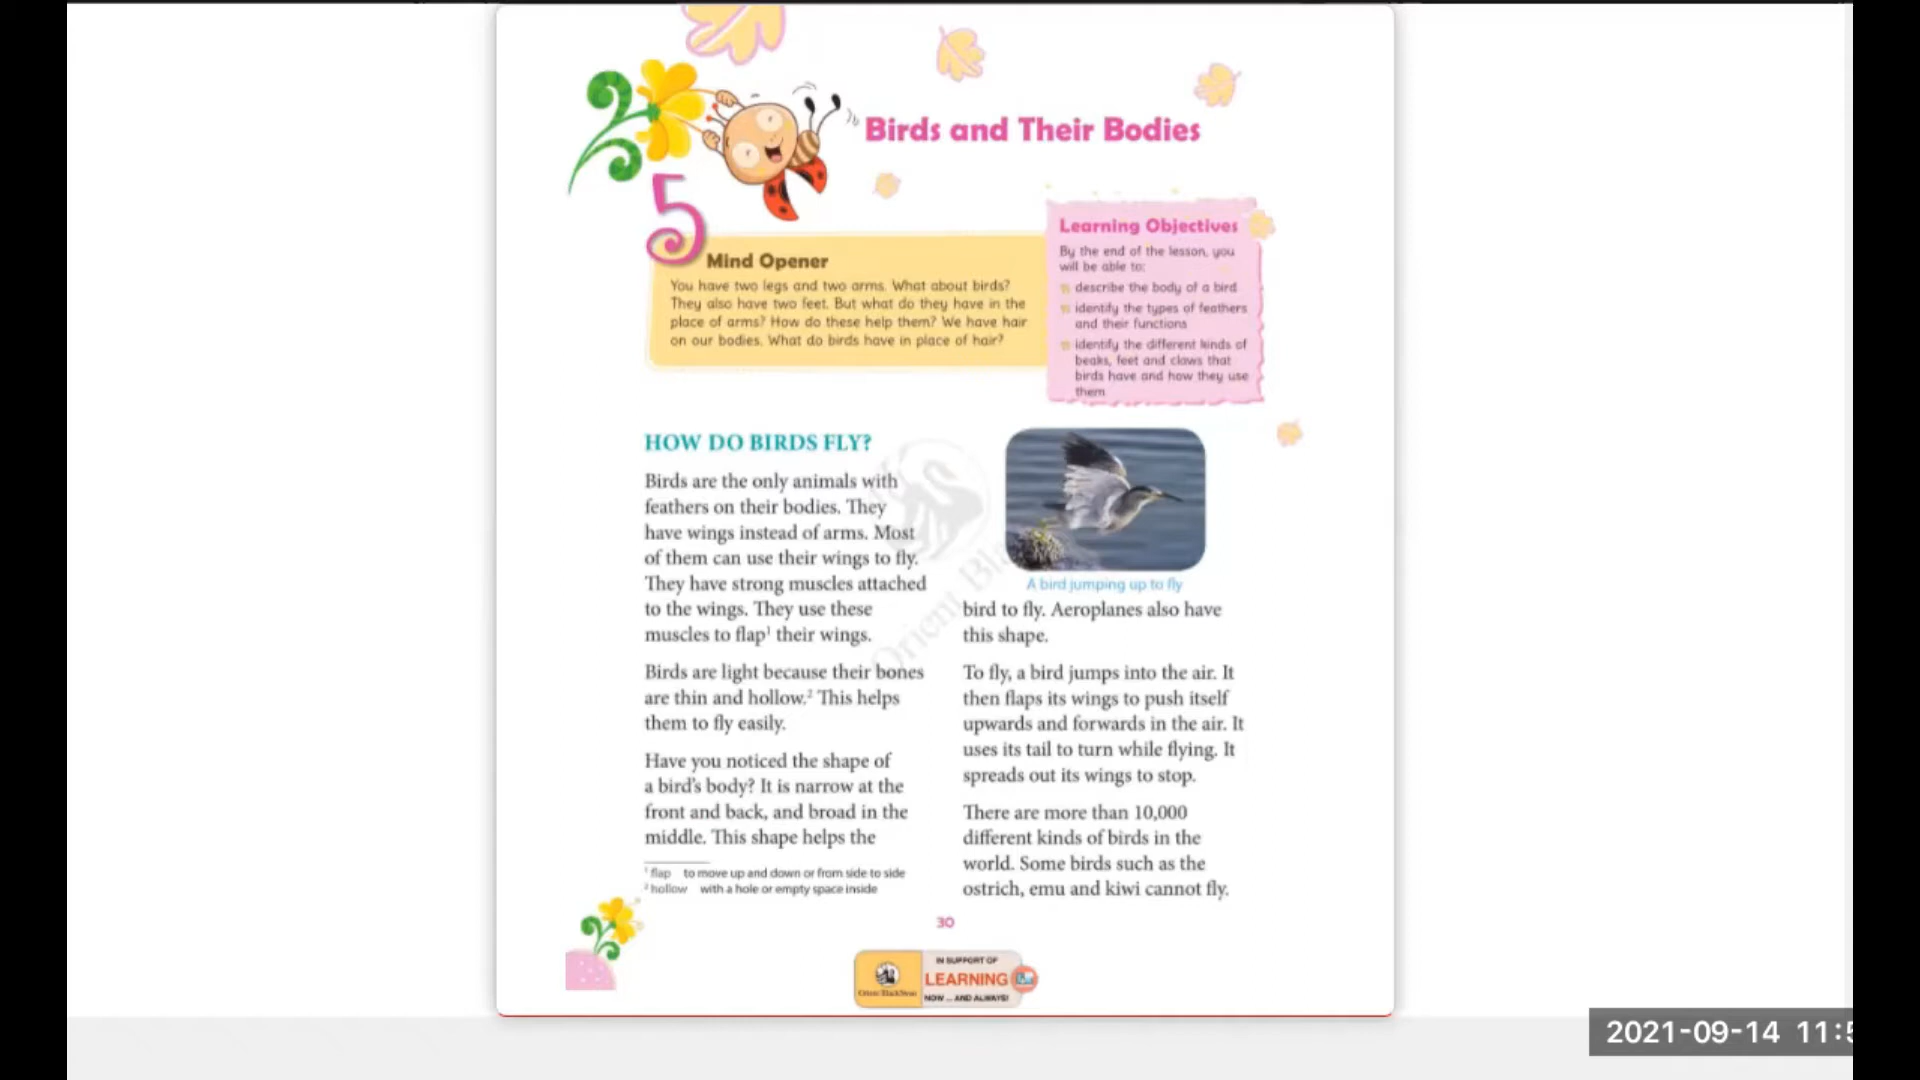 Birds and Their Bodies
5
Mind Opener
You have two legs and two arms. What about birds?
They also have two feet. But what do they have in the
place of arms? How do these help them? We have hair
on our bodies. What do birds have in place of hair?
Learning Objectives
By the end of the lesson, you
will be able to:
describe the body of a bird
identify the types of feathers
and their functions
identify the different kinds of
beaks, feet and claws that
birds have and how they use
them
HOW DO BIRDS FLY?
Birds are the only animals with
feathers on their bodies. They
have wings instead of arms. Most
of them can use their wings to fly.
They have strong muscles attached
to the wings. They use these
muscles to flap¹ their wings.
Birds are light because their bones
are thin and hollow.² This helps
them to fly easily.
Have you noticed the shape of
a bird's body? It is narrow at the
front and back, and broad in the
middle. This shape helps the
¹ flap to move up and down or from side to side
² hollow with a hole or empty space inside
A bird jumping up to fly
bird to fly. Aeroplanes also have
this shape.
To fly, a bird jumps into the air. It
then flaps its wings to push itself
upwards and forwards in the air. It
uses its tail to turn while flying. It
spreads out its wings to stop.
There are more than 10,000
different kinds of birds in the
world. Some birds such as the
ostrich, emu and kiwi cannot fly.
30
Orient BlackSwan
IN SUPPORT OF
LEARNING
NOW ... AND ALWAYS!
2021-09-14 11:5